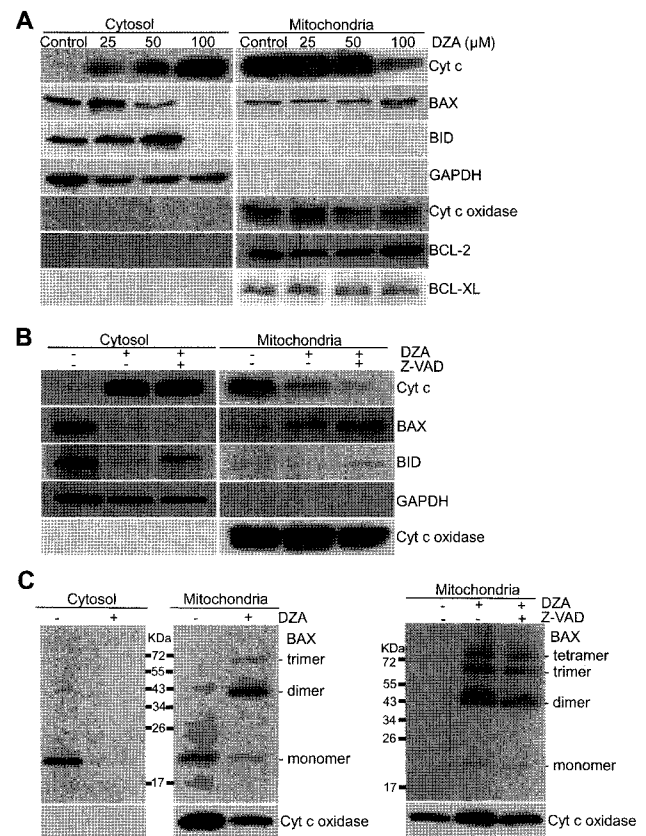 A
Cytosol Mitochondria
Control 25 50 100 Control 25 50 100 DZA (μM)
Cyt c
BAX
BID
GAPDH
Cyt c oxidase
BCL-2
BCL-XL
B
Cytosol Mitochondria
- + + - + + DZA
- - + - - + Z-VAD
Cyt c
BAX
BID
GAPDH
Cyt c oxidase
C
Cytosol Mitochondria
- + - + DZA
KDa BAX
72 - trimer
55
43 - dimer
34
26
- monomer
17
Cyt c oxidase
Mitochondria
- + + DZA
- - + Z-VAD
KDa BAX
- tetramer
72 - trimer
55
43 - dimer
34
26
- monomer
17
Cyt c oxidase